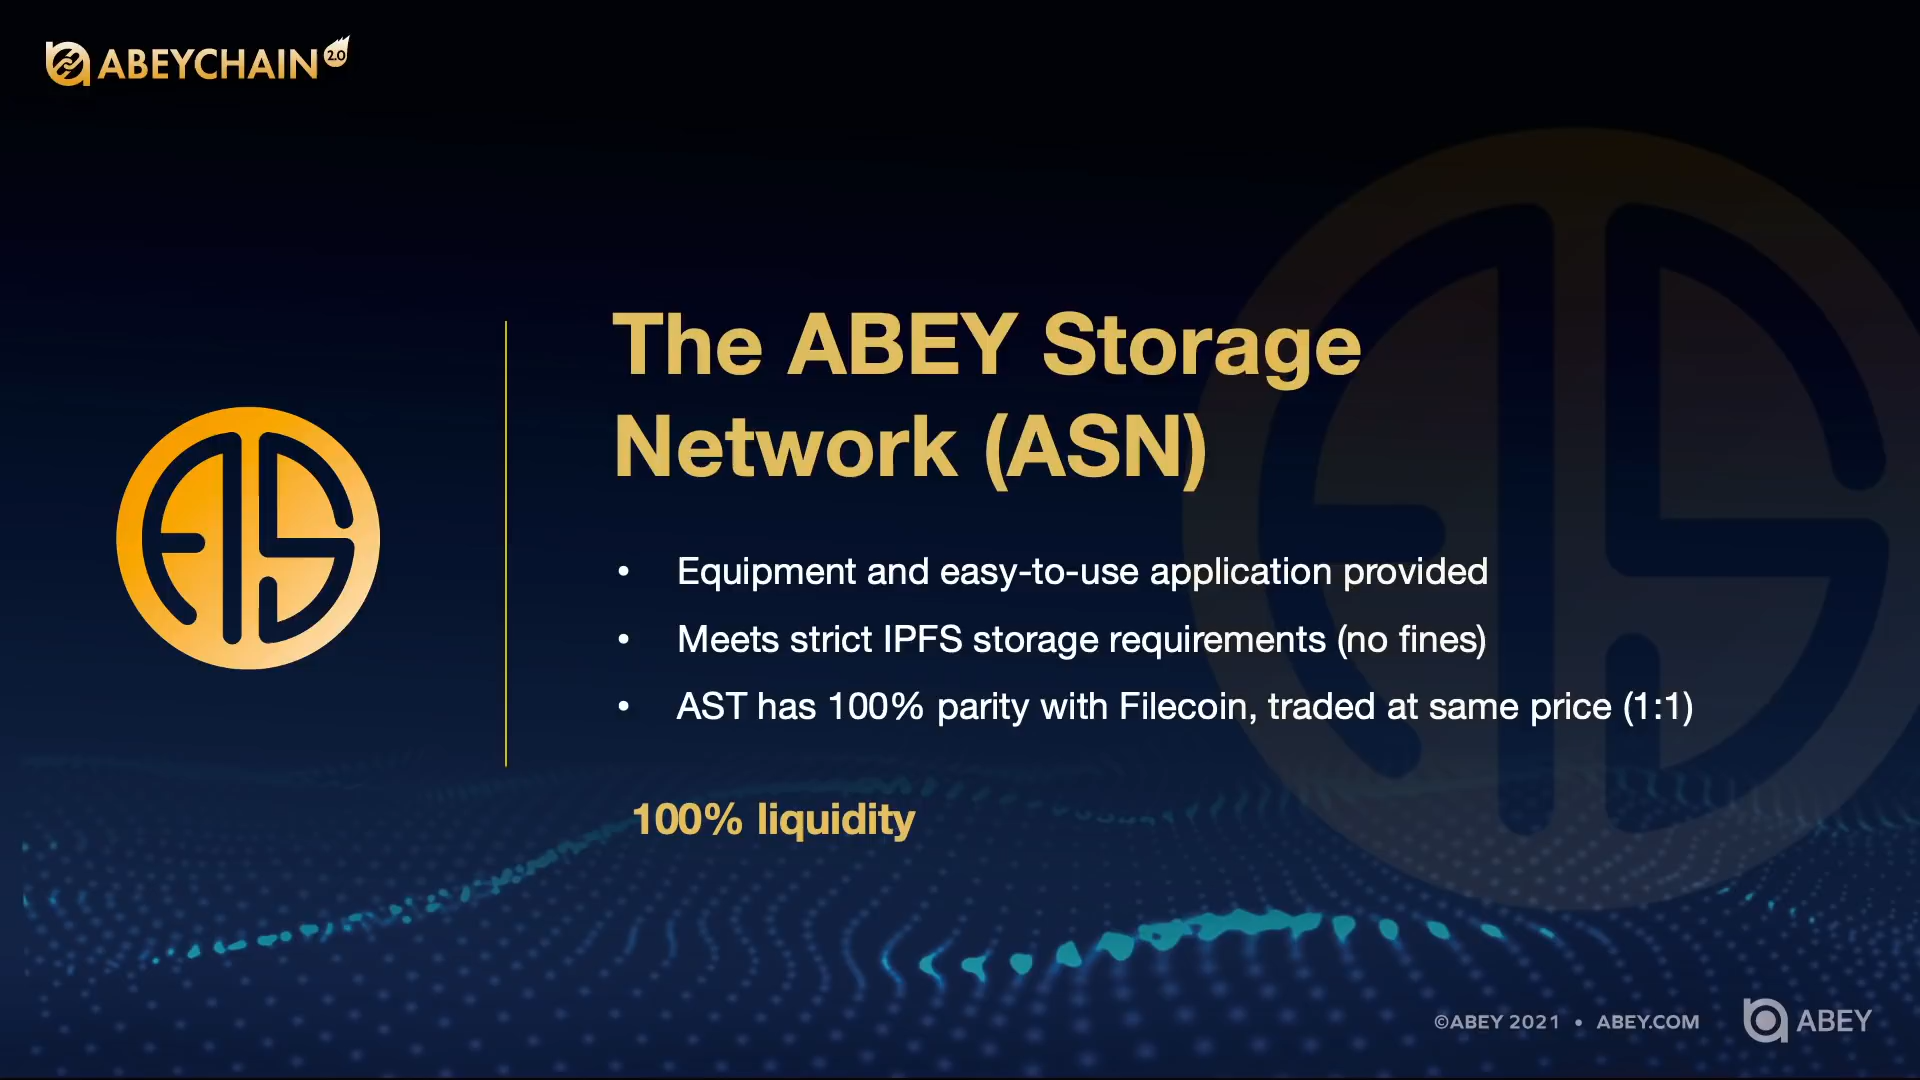 ABEYCHAIN 2.0
The ABEY Storage
Network (ASN)
• Equipment and easy-to-use application provided
• Meets strict IPFS storage requirements (no fines)
• AST has 100% parity with Filecoin, traded at same price (1:1)
100% liquidity
©ABEY 2021 • ABEY.COM
ABEY